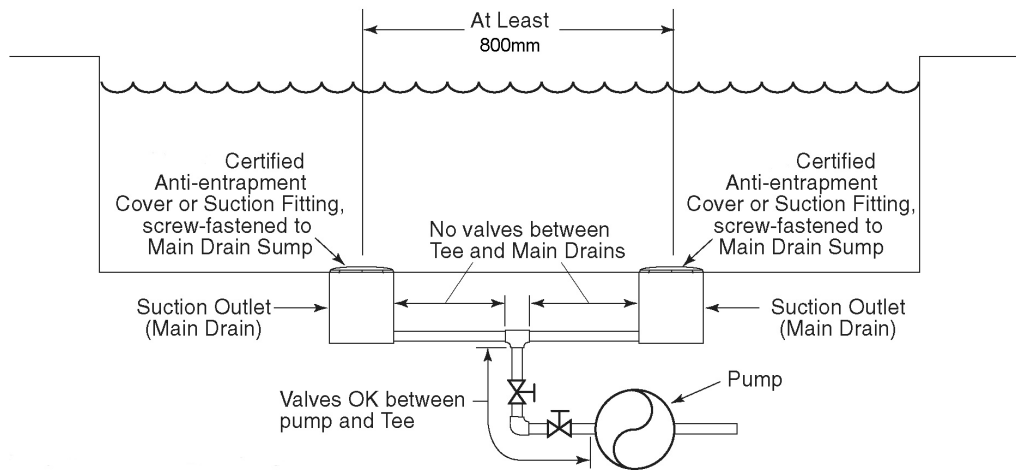 At Least
800mm
Certified
Anti-entrapment
Cover or Suction Fitting,
screw-fastened to
Main Drain Sump
Certified
Anti-entrapment
Cover or Suction Fitting,
screw-fastened to
Main Drain Sump
No valves between
Tee and Main Drains
Suction Outlet
(Main Drain)
Suction Outlet
(Main Drain)
Valves OK between
pump and Tee
Pump